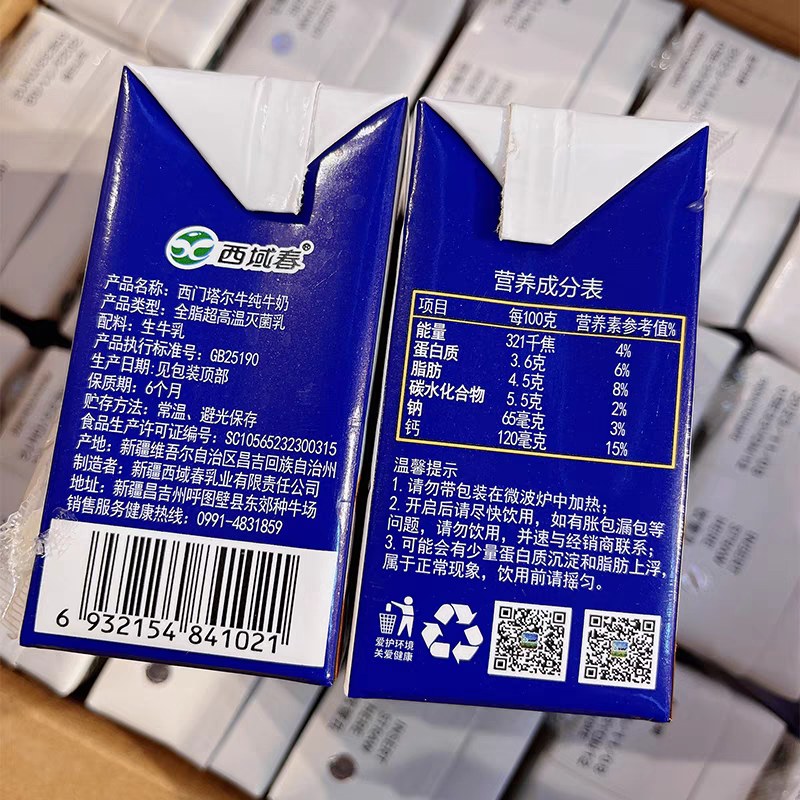 西域春®
产品名称：西门塔尔牛纯牛奶
产品类型：全脂超高温灭菌乳
配料：生牛乳
产品执行标准号：GB25190
生产日期:见包装顶部
保质期：6个月
贮存方法：常温、避光保存
食品生产许可证编号：SC10565232300315
产地：新疆维吾尔自治区昌吉回族自治州
制造者：新疆西域春乳业有限责任公司
地址：新疆昌吉州呼图壁县东郊种牛场
销售服务健康热线：0991-4831859
6 932154 841021
营养成分表
项目 每100克 营养素参考值%
能量 321千焦 4%
蛋白质 3.6克 6%
脂肪 4.5克 8%
碳水化合物 5.5克 2%
钠 65毫克 3%
钙 120毫克 15%
温馨提示
1. 请勿带包装在微波炉中加热；
2. 开启后请尽快饮用，如有胀包漏包等
问题，请勿饮用，并速与经销商联系；
3. 可能会有少量蛋白质沉淀和脂肪上浮，
属于正常现象，饮用前请摇匀。
爱护环境
关爱健康